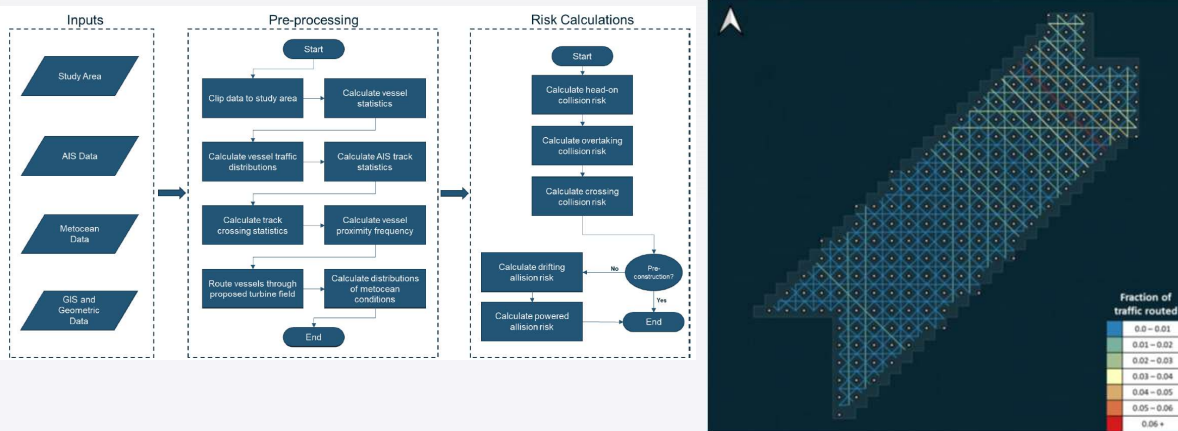 Inputs
Study Area
AIS Data
Metocean
Data
GIS and
Geometric
Data
Pre-processing
Start
Clip data to study area
Calculate vessel
statistics
Calculate vessel traffic
distributions
Calculate AIS track
statistics
Calculate track
crossing statistics
Calculate vessel
proximity frequency
Route vessels through
proposed turbine field
Calculate distributions
of metocean
conditions
End
Risk Calculations
Start
Calculate head-on
collision risk
Calculate overtaking
collision risk
Calculate crossing
collision risk
Pre-
construction?
No
Yes
Calculate drifting
allision risk
Calculate powered
allision risk
End
Fraction of
traffic routed
0.0 – 0.01
0.01 – 0.02
0.02 – 0.03
0.03 – 0.04
0.04 – 0.05
0.05 – 0.06
0.06 +